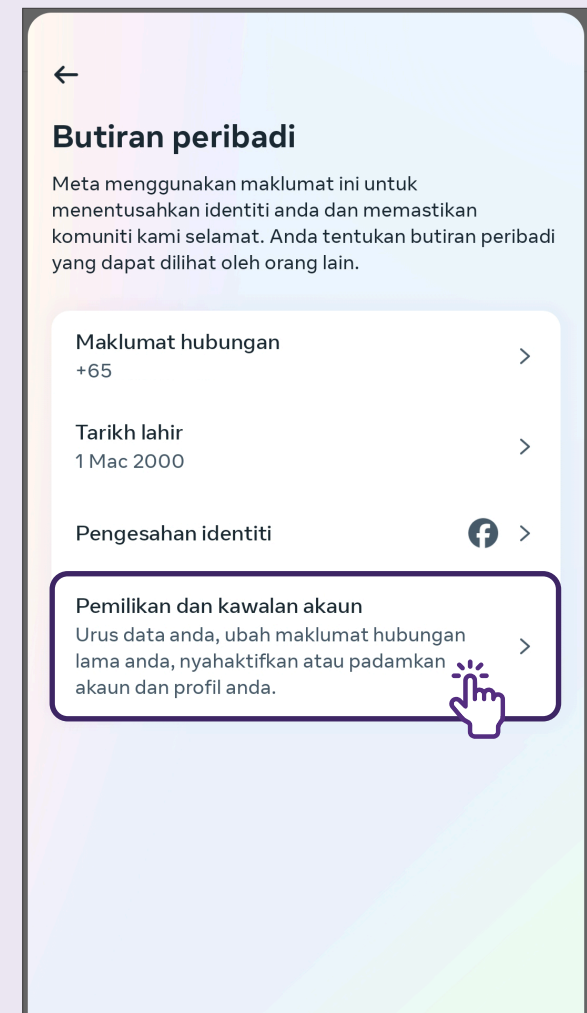 Butiran peribadi
Meta menggunakan maklumat ini untuk
menentusahkan identiti anda dan memastikan
komuniti kami selamat. Anda tentukan butiran peribadi
yang dapat dilihat oleh orang lain.
Maklumat hubungan
+65
Tarikh lahir
1 Mac 2000
Pengesahan identiti
Pemilikan dan kawalan akaun
Urus data anda, ubah maklumat hubungan
lama anda, nyahaktifkan atau padamkan
akaun dan profil anda.